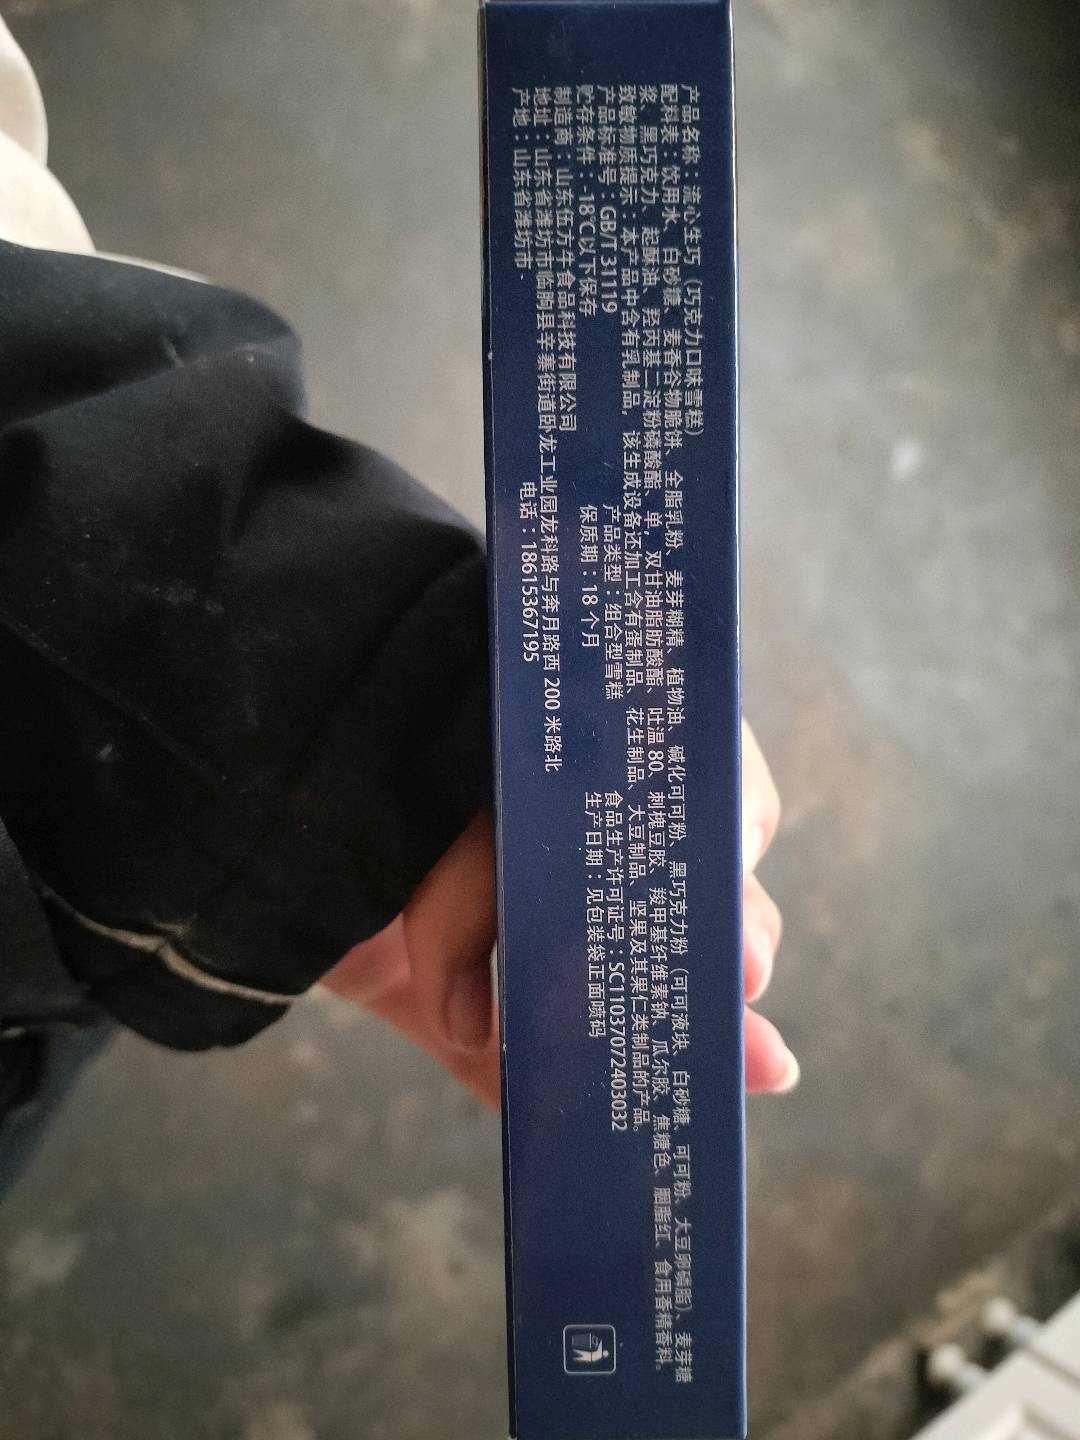 产品名称：流心生巧（巧克力口味雪糕）
配料表：饮用水、白砂糖、麦香谷物脆饼、全脂乳粉、麦芽糊精、植物油、碱化可可粉、黑巧克力粉（可可液块、白砂糖、可可粉、大豆卵磷脂）、麦芽糖
浆、黑巧克力、起酥油、羟丙基二淀粉磷酸酯、单，双甘油脂肪酸酯、吐温 80、刺槐豆胶、羧甲基纤维素钠、瓜尔胶、焦糖色、胭脂红、食用香精香料。
致敏物质提示：本产品中含有乳制品，该生成设备还加工含有蛋制品、花生制品、大豆制品、坚果及其果仁类制品的产品。
产品标准号：GB/T 31119 产品类型：组合型雪糕 食品生产许可证号：SC11037072403032
贮存条件：-18℃以下保存 保质期：18 个月 生产日期：见包装袋正面喷码
制造商：山东伍方牛食品科技有限公司
地址：山东省潍坊市临朐县辛寨街道卧龙工业园龙科路与奔月路西 200 米路北
产地：山东省潍坊市 电话：18615367195